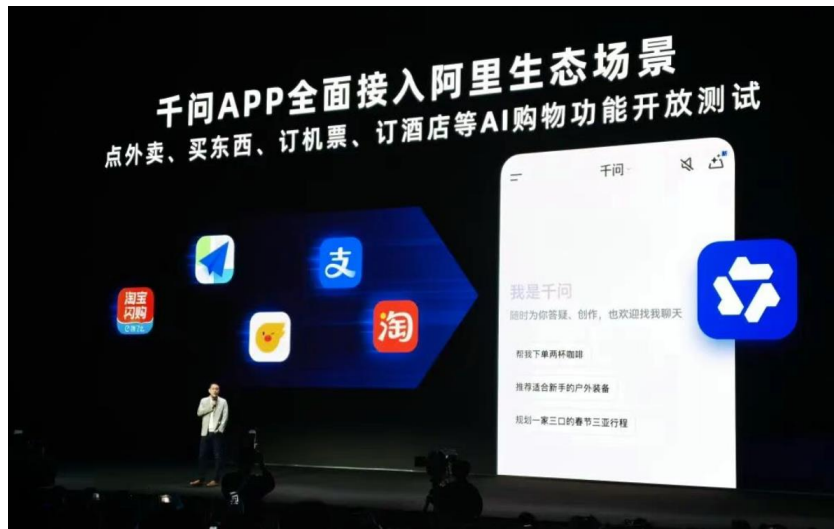 千问APP全面接入阿里生态场景
点外卖、买东西、订机票、订酒店等AI购物功能开放测试
千问
淘宝
闪购
支
淘
我是千问
随时为你答疑、创作，也欢迎找我聊天
帮我下单两杯咖啡
推荐适合新手的户外装备
规划一家三口的春节三亚行程